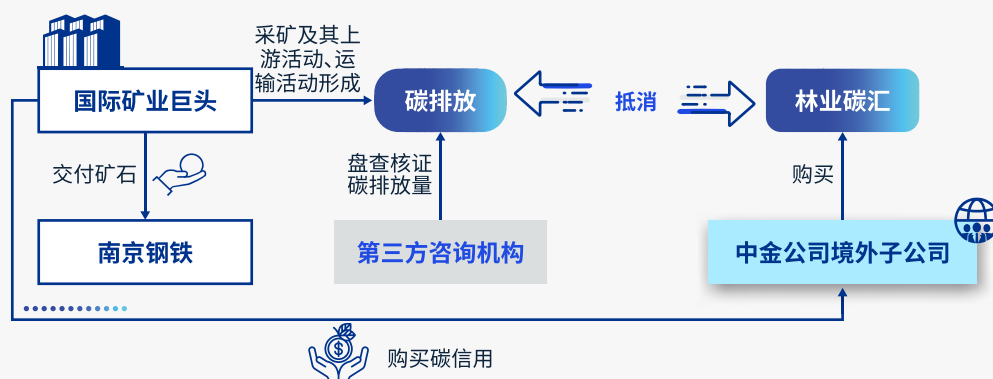 采矿及其上
游活动、运
输活动形成
国际矿业巨头
碳排放
抵消
林业碳汇
交付矿石
盘查核证
碳排放量
购买
南京钢铁
第三方咨询机构
中金公司境外子公司
$
购买碳信用